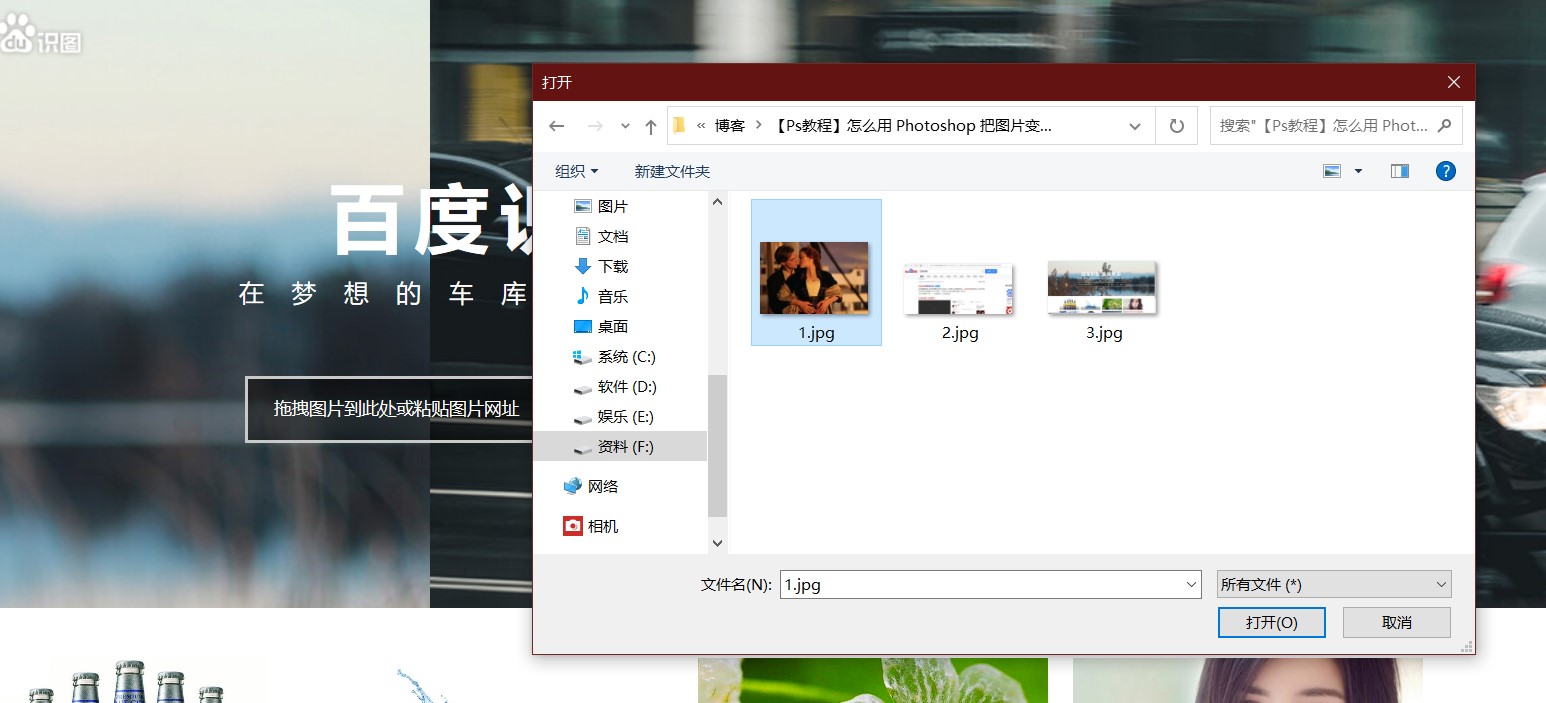 du 识图
打开
« 博客 › 【Ps教程】怎么用 Photoshop 把图片变...
搜索"【Ps教程】怎么用 Phot...
组织
新建文件夹
?
图片
文档
下载
音乐
桌面
系统 (C:)
软件 (D:)
娱乐 (E:)
资料 (F:)
网络
相机
1.jpg
2.jpg
3.jpg
百度
在梦想的车库
拖拽图片到此处或粘贴图片网址
文件名(N):
1.jpg
所有文件 (*)
打开(O)
取消